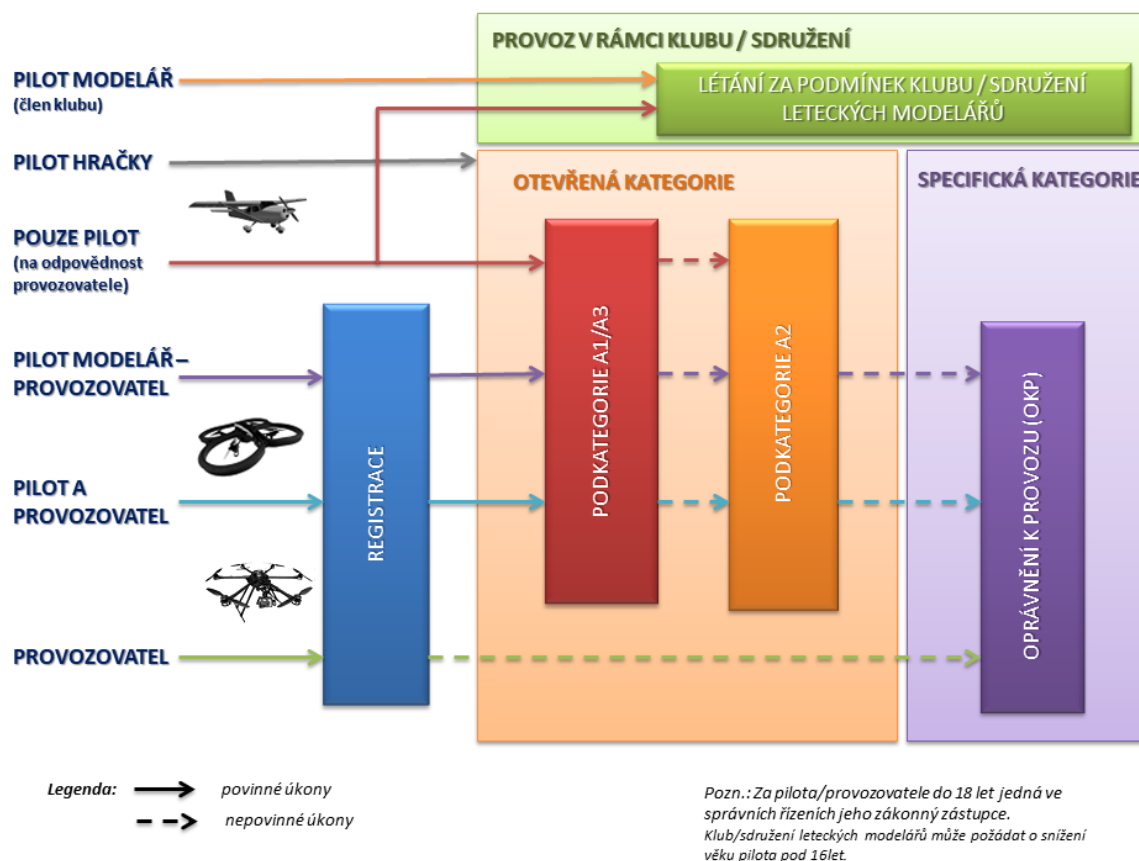 PROVOZ V RÁMCI KLUBU / SDRUŽENÍ
PILOT MODELÁŘ
(člen klubu)
LÉTÁNÍ ZA PODMÍNEK KLUBU / SDRUŽENÍ
LETECKÝCH MODELÁŘŮ
PILOT HRAČKY
OTEVŘENÁ KATEGORIE
SPECIFICKÁ KATEGORIE
POUZE PILOT
(na odpovědnost
provozovatele)
PILOT MODELÁŘ –
PROVOZOVATEL
PILOT A
PROVOZOVATEL
PROVOZOVATEL
REGISTRACE
PODKATEGORIE A1/A3
PODKATEGORIE A2
OPRÁVNĚNÍ K PROVOZU (OKP)
Legenda:
povinné úkony
nepovinné úkony
Pozn.: Za pilota/provozovatele do 18 let jedná ve
správních řízeních jeho zákonný zástupce.
Klub/sdružení leteckých modelářů může požádat o snížení
věku pilota pod 16let.